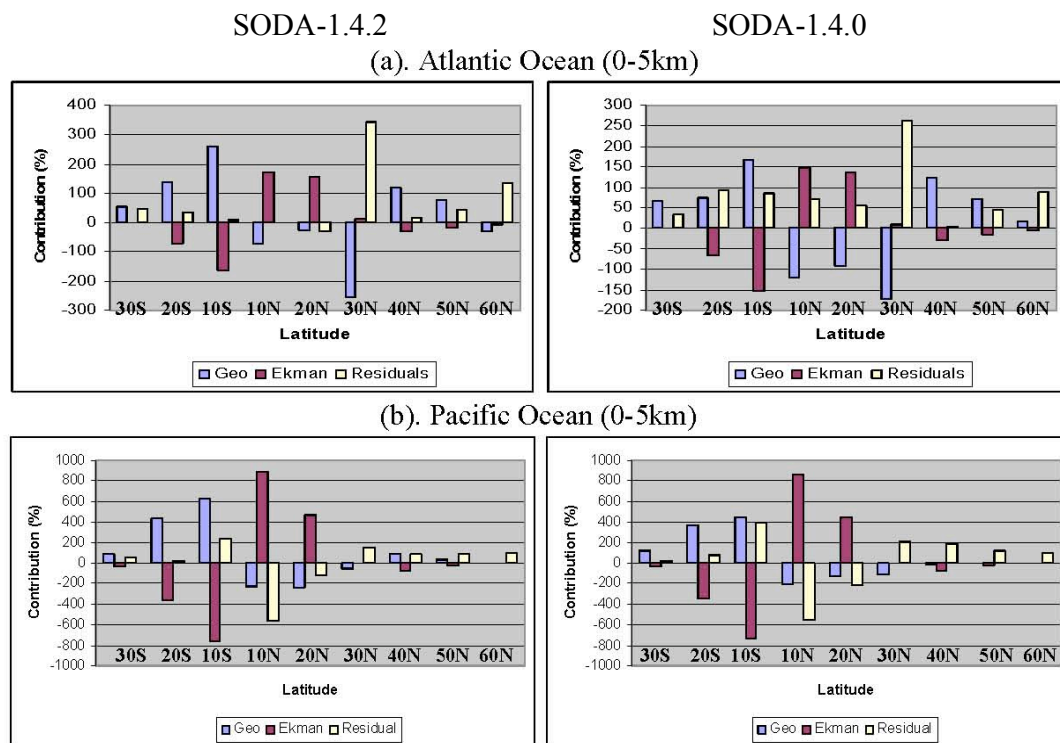 SODA-1.4.2 SODA-1.4.0
(a). Atlantic Ocean (0-5km)
Contribution (%)
400
300
200
100
0
-100
-200
-300
30S 20S 10S 10N 20N 30N 40N 50N 60N
Latitude
Geo Ekman Residuals
Contribution (%)
300
250
200
150
100
50
0
-50
-100
-150
-200
30S 20S 10S 10N 20N 30N 40N 50N 60N
Latitude
Geo Ekman Residuals
(b). Pacific Ocean (0-5km)
Contribution (%)
1000
800
600
400
200
0
-200
-400
-600
-800
-1000
30S 20S 10S 10N 20N 30N 40N 50N 60N
Latitude
Geo Ekman Residual
Contribution (%)
1000
800
600
400
200
0
-200
-400
-600
-800
-1000
30S 20S 10S 10N 20N 30N 40N 50N 60N
Latitude
Geo Ekman Residual